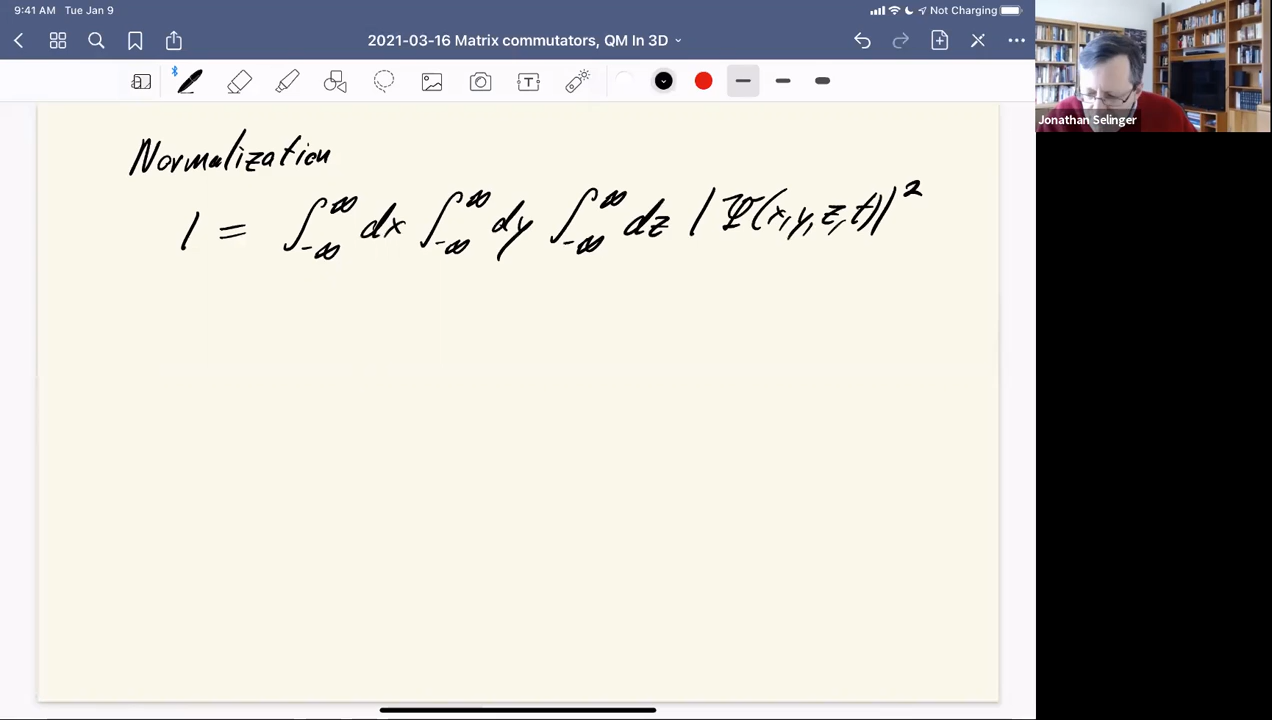 9:41 AM Tue Jan 9
Not Charging
2021-03-16 Matrix commutators, QM In 3D
Jonathan Selinger
Normalization
1 = ∫_{-∞}^{∞} dx ∫_{-∞}^{∞} dy ∫_{-∞}^{∞} dz |Ψ(x,y,z,t)|²